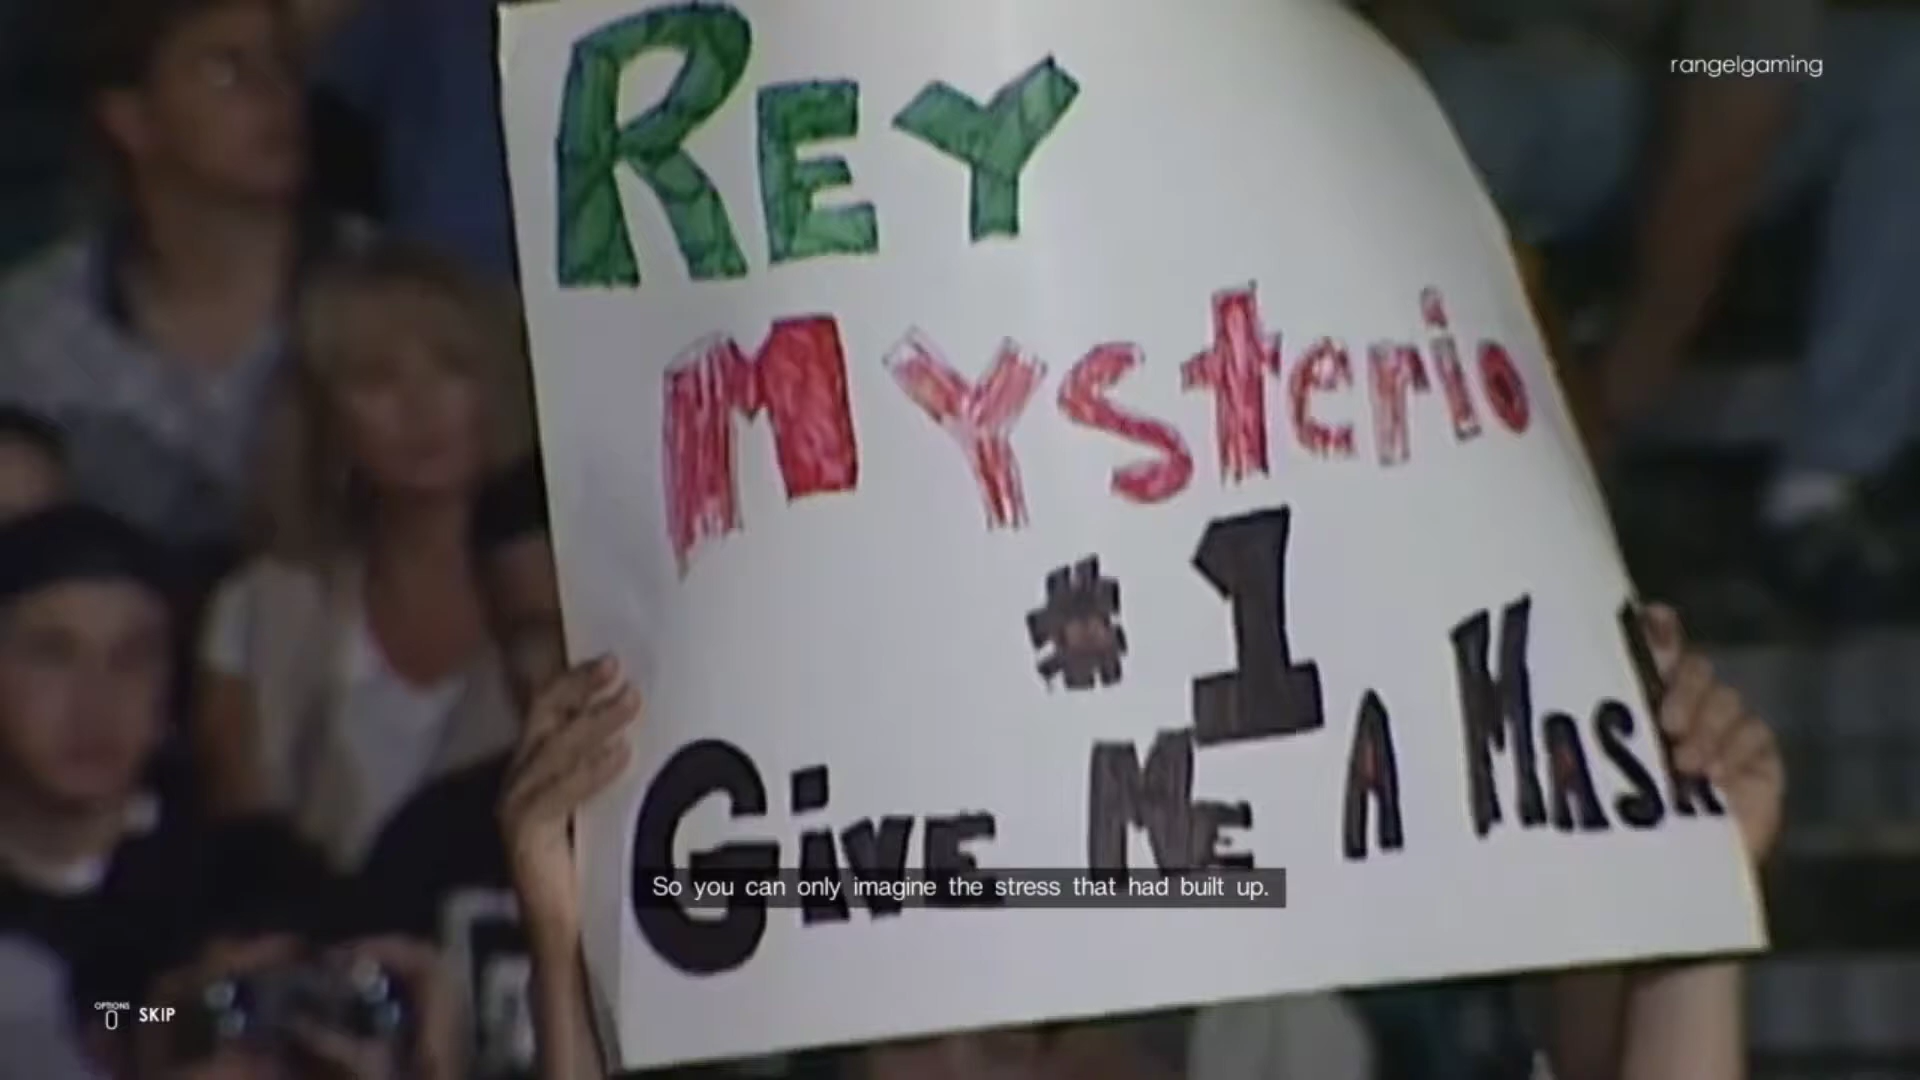 rangelgaming
REY
MYSterio
#1
GiVE ME A MASK
So you can only imagine the stress that had built up.
OPTIONS
SKIP